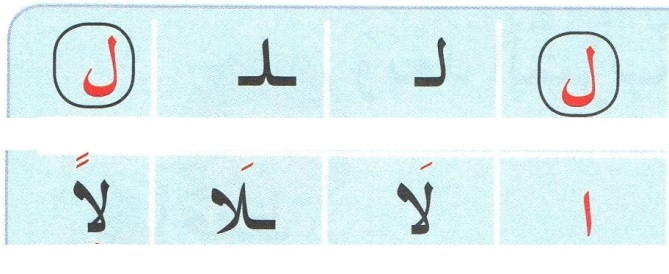 ل لـ ـلـ ل
ا لَا ـلَا لاً